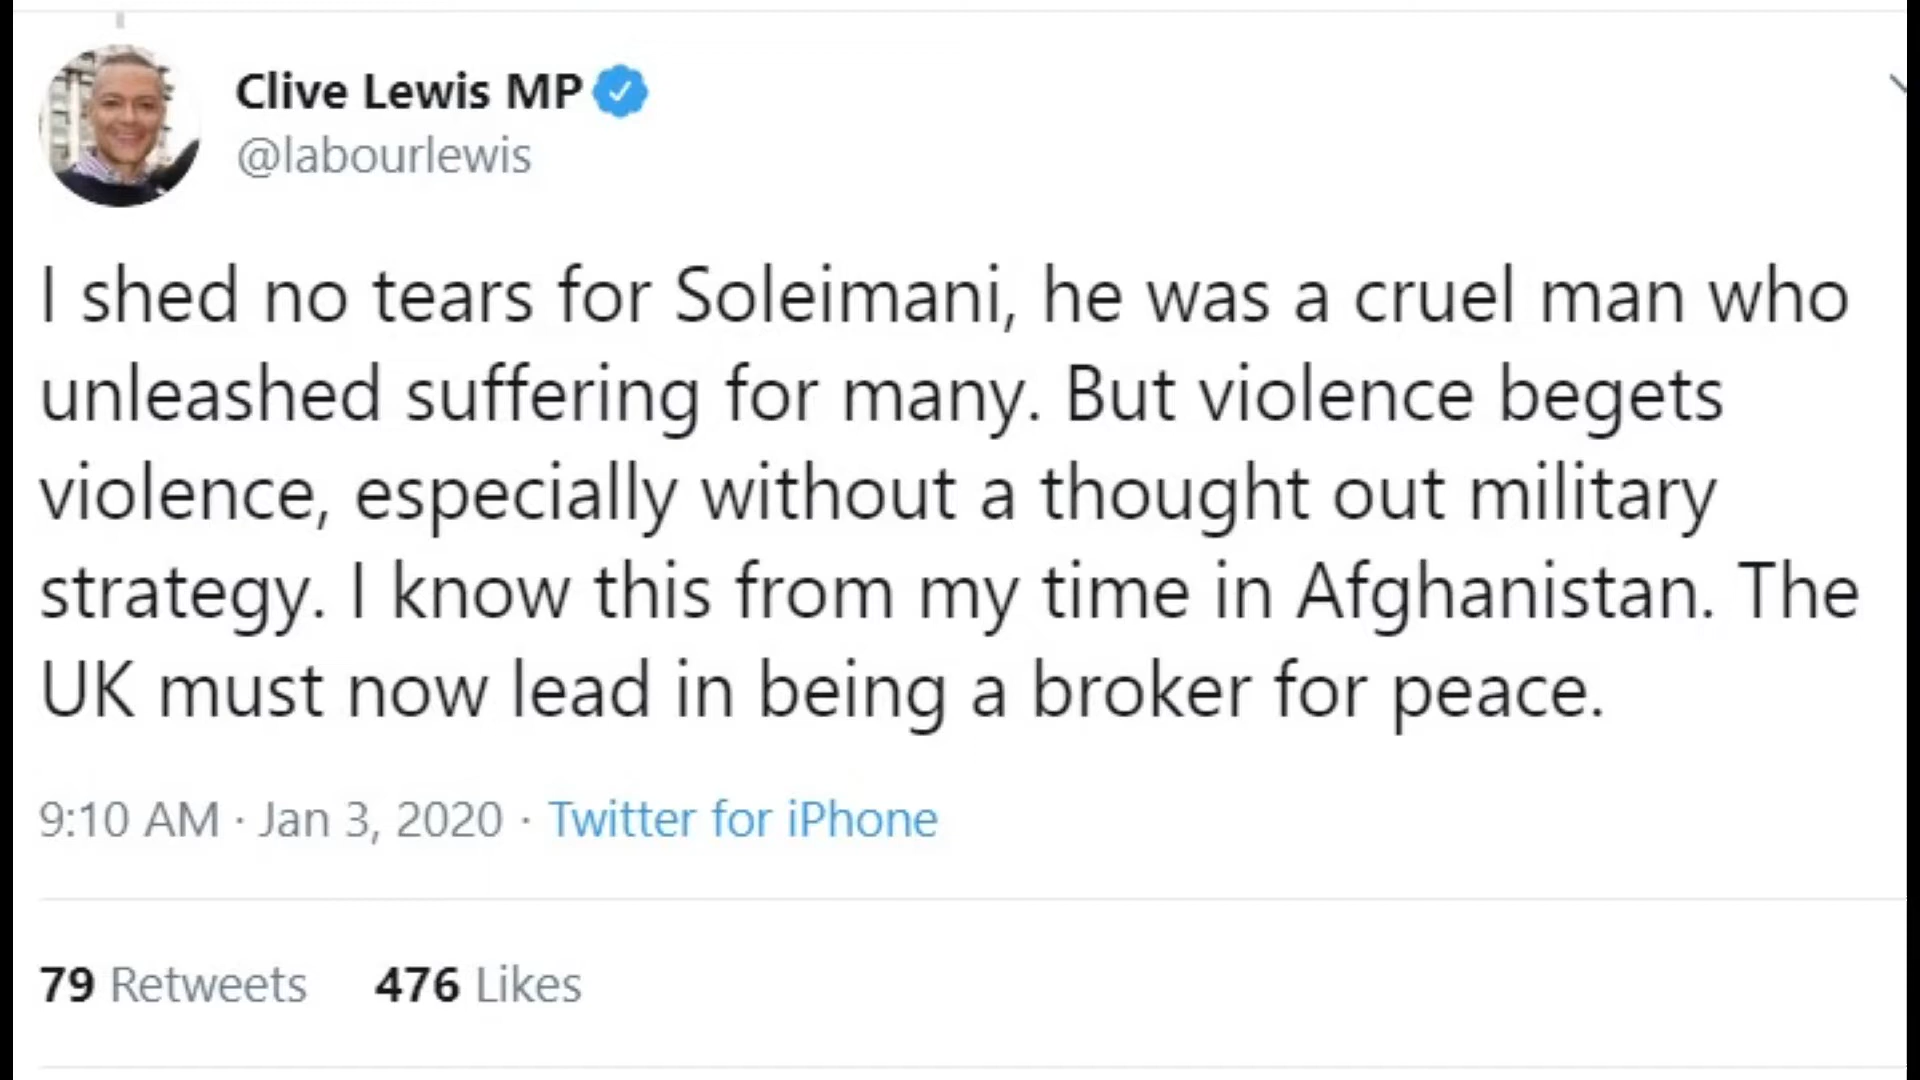 Clive Lewis MP
@labourlewis
I shed no tears for Soleimani, he was a cruel man who
unleashed suffering for many. But violence begets
violence, especially without a thought out military
strategy. I know this from my time in Afghanistan. The
UK must now lead in being a broker for peace.
9:10 AM · Jan 3, 2020 · Twitter for iPhone
79 Retweets 476 Likes